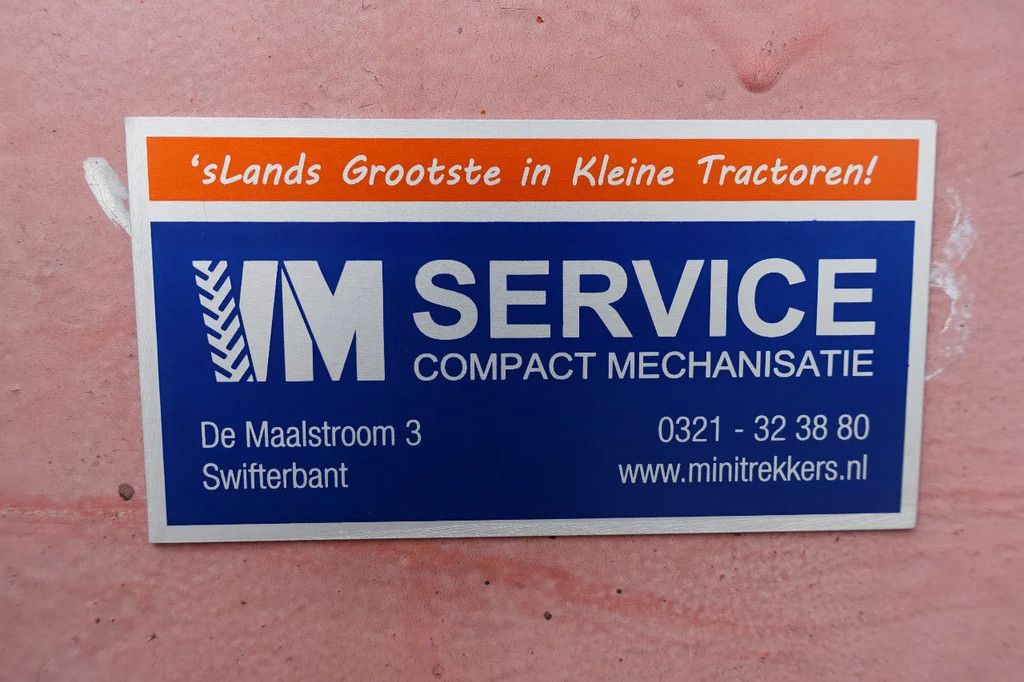 ‘sLands Grootste in Kleine Tractoren!
VM SERVICE
COMPACT MECHANISATIE
De Maalstroom 3
0321 - 32 38 80
Swifterbant
www.minitrekkers.nl